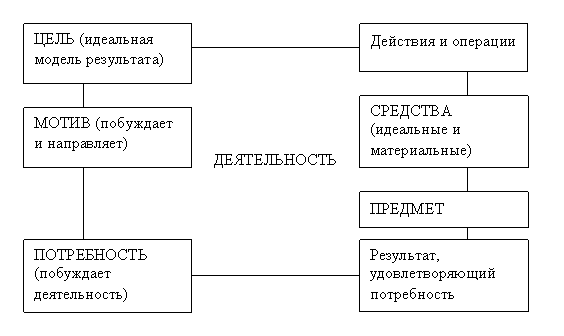 ЦЕЛЬ (идеальная
модель результата)
Действия и операции
МОТИВ (побуждает
и направляет)
СРЕДСТВА
(идеальные и
материальные)
ДЕЯТЕЛЬНОСТЬ
ПРЕДМЕТ
ПОТРЕБНОСТЬ
(побуждает
деятельность)
Результат,
удовлетворяющий
потребность